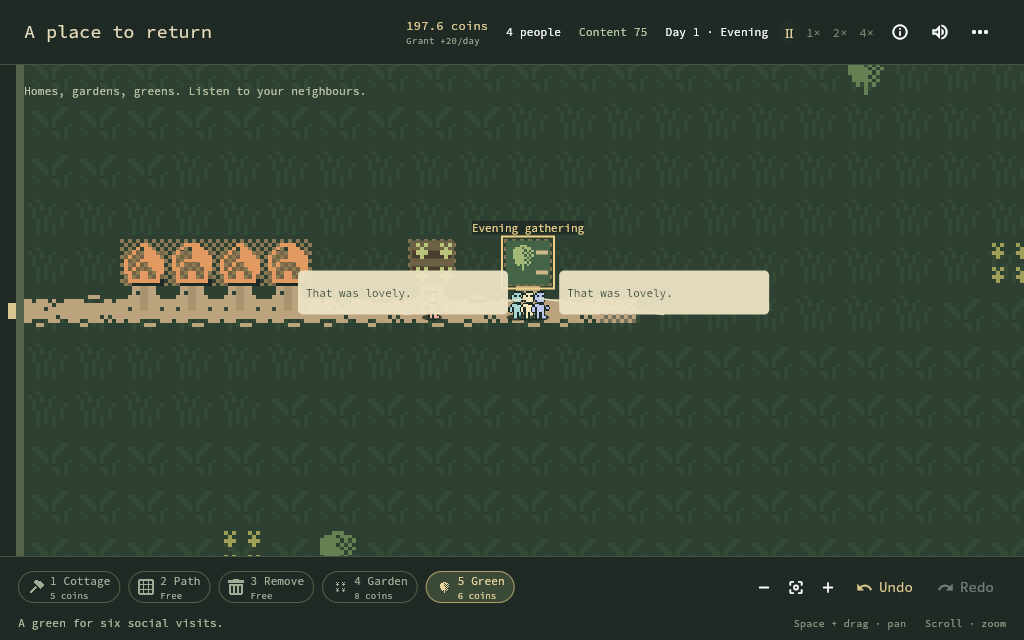 A place to return
197.6 coins
Grant +20/day
4 people
Content 75
Day 1 · Evening
1×
2×
4×
Homes, gardens, greens. Listen to your neighbours.
Evening gathering
That was lovely.
That was lovely.
1 Cottage
5 coins
2 Path
Free
3 Remove
Free
4 Garden
8 coins
5 Green
6 coins
Undo
Redo
A green for six social visits.
Space + drag · pan
Scroll · zoom